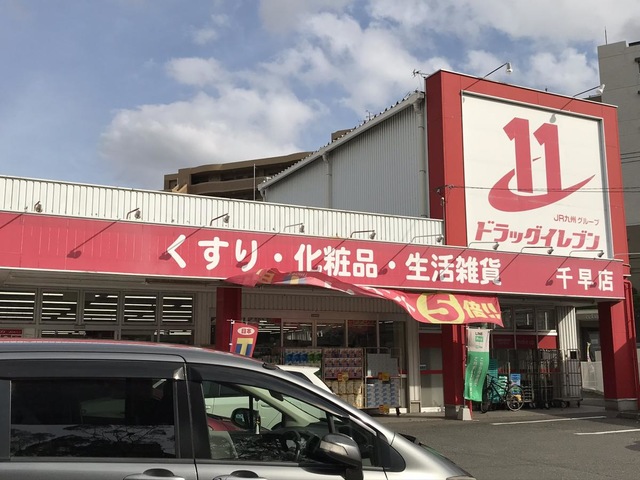 11
JR九州グループ
ドラッグイレブン
くすり・化粧品・生活雑貨 千早店
5倍!!
T